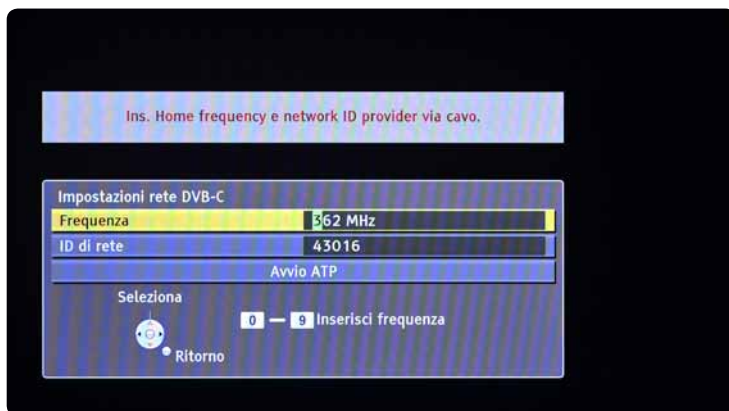 Ins. Home frequency e network ID provider via cavo.
Impostazioni rete DVB-C
Frequenza 362 MHz
ID di rete 43016
Avvio ATP
Seleziona
0 — 9 Inserisci frequenza
Ritorno